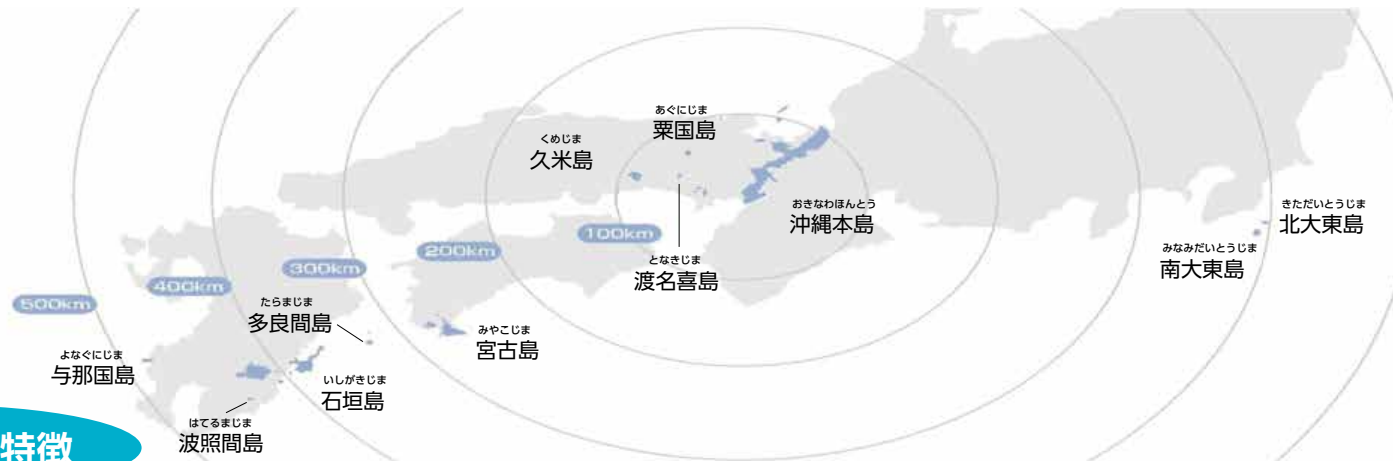 あぐにじま
粟国島
くめじま
久米島
おきなわほんとう
沖縄本島
きただいとうじま
北大東島
みなみだいとうじま
南大東島
100km
となきじま
渡名喜島
200km
300km
400km
500km
たらまじま
多良間島
みやこじま
宮古島
よなぐにじま
与那国島
いしがきじま
石垣島
はてるまじま
波照間島
特徴